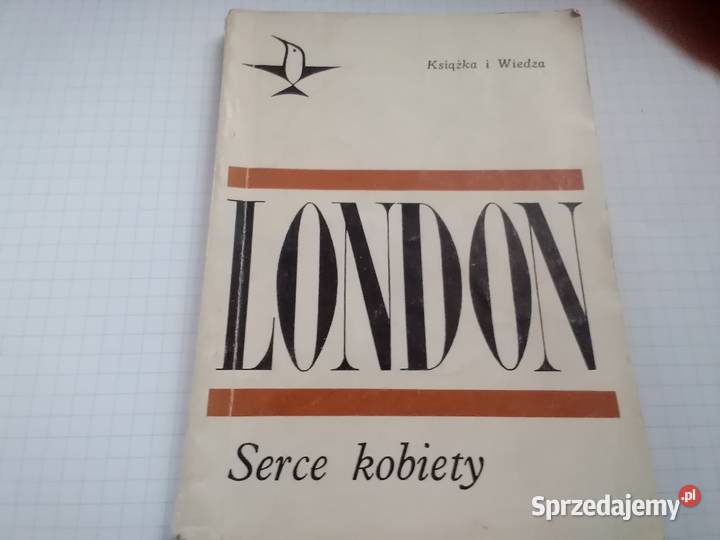 Książka i Wiedza
LONDON
Serce kobiety
Sprzedajemy.pl